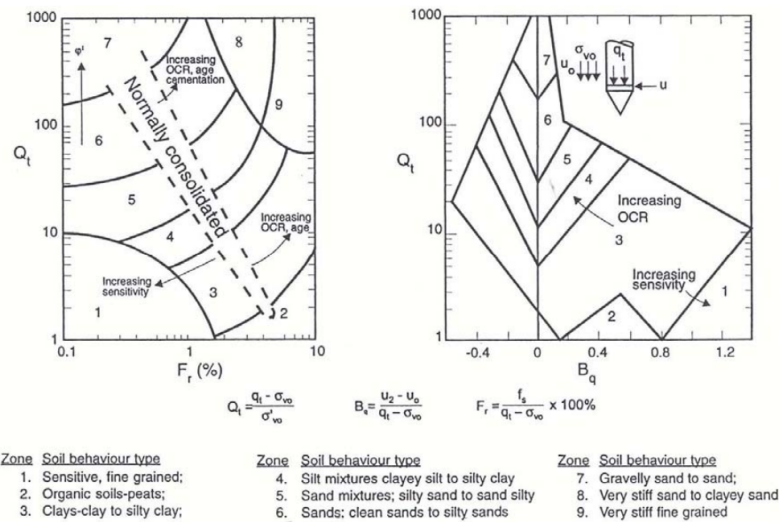 1000
100
Qt
10
1
7
φ'
8
Increasing
OCR, age
cementation
9
Normally consolidated
6
5
4
Increasing
OCR, age
Increasing
sensitivity
3
1
2
0.1
1
10
Fr (%)
1000
100
Qt
10
1
σvo
uo
qt
u
7
6
5
4
Increasing
OCR
3
Increasing
sensivity
1
2
-0.4
0
0.4
0.8
1.2
Bq
Qt = qt - σvo / σ'vo
Bq = u2 - uo / qt - σvo
Fr = fs / qt - σvo x 100%
Zone Soil behaviour type
1. Sensitive, fine grained;
2. Organic soils-peats;
3. Clays-clay to silty clay;
Zone Soil behaviour type
4. Silt mixtures clayey silt to silty clay
5. Sand mixtures; silty sand to sand silty
6. Sands; clean sands to silty sands
Zone Soil behaviour type
7. Gravelly sand to sand;
8. Very stiff sand to clayey sand
9. Very stiff fine grained